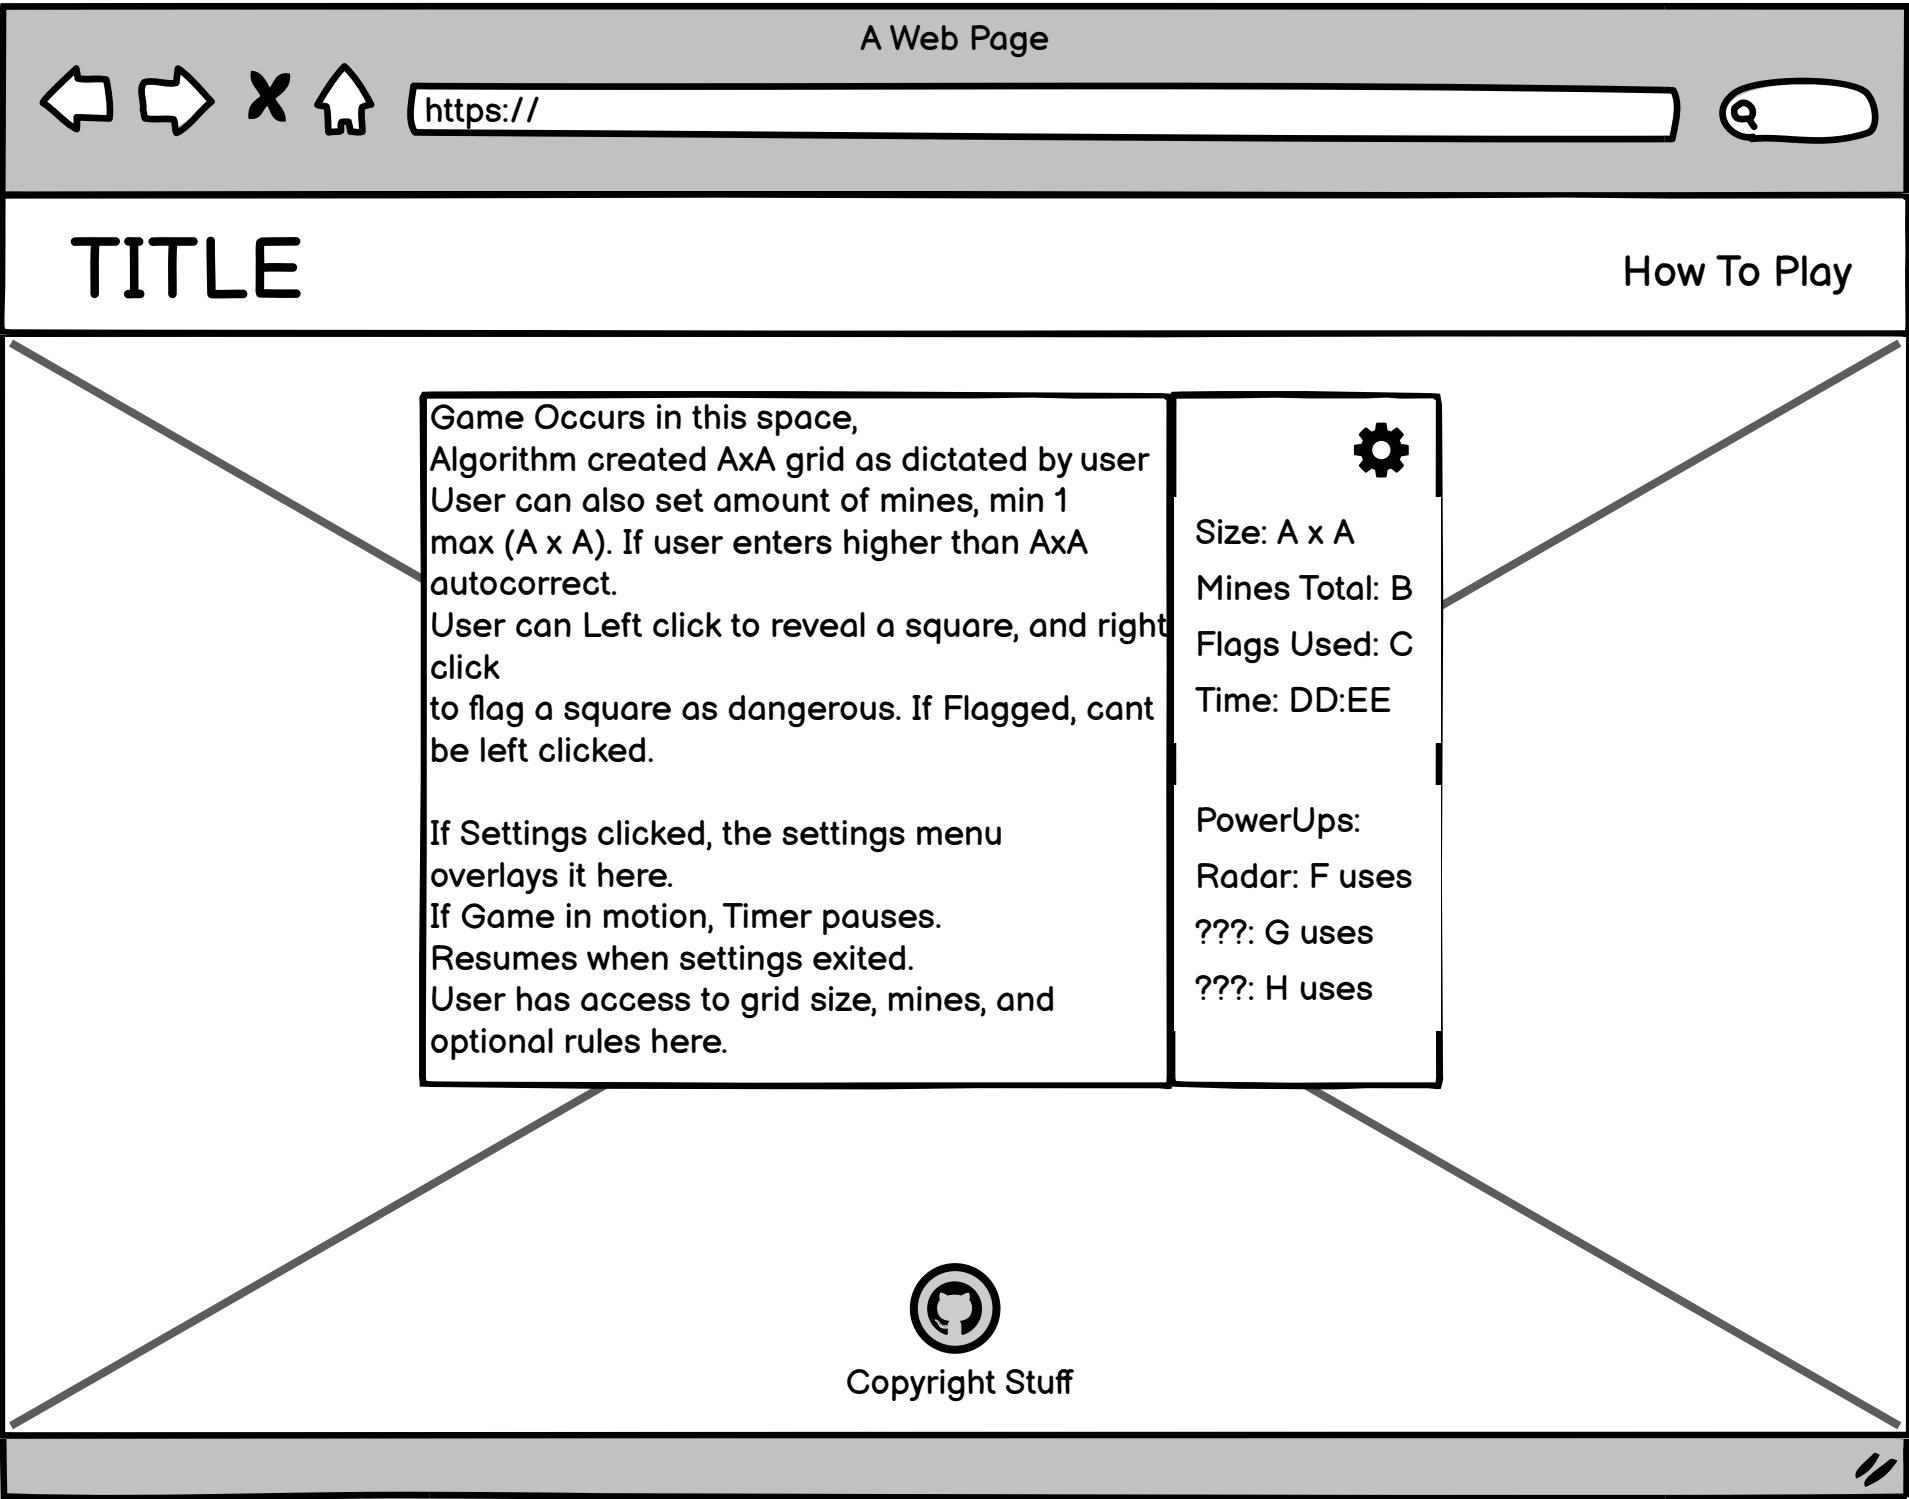 A Web Page
https://
TITLE
How To Play
Game Occurs in this space,
Algorithm created AxA grid as dictated by user
User can also set amount of mines, min 1
max (A x A). If user enters higher than AxA
autocorrect.
User can Left click to reveal a square, and right
click
to flag a square as dangerous. If Flagged, cant
be left clicked.
If Settings clicked, the settings menu
overlays it here.
If Game in motion, Timer pauses.
Resumes when settings exited.
User has access to grid size, mines, and
optional rules here.
Size: A x A
Mines Total: B
Flags Used: C
Time: DD:EE
PowerUps:
Radar: F uses
???: G uses
???: H uses
Copyright Stuff